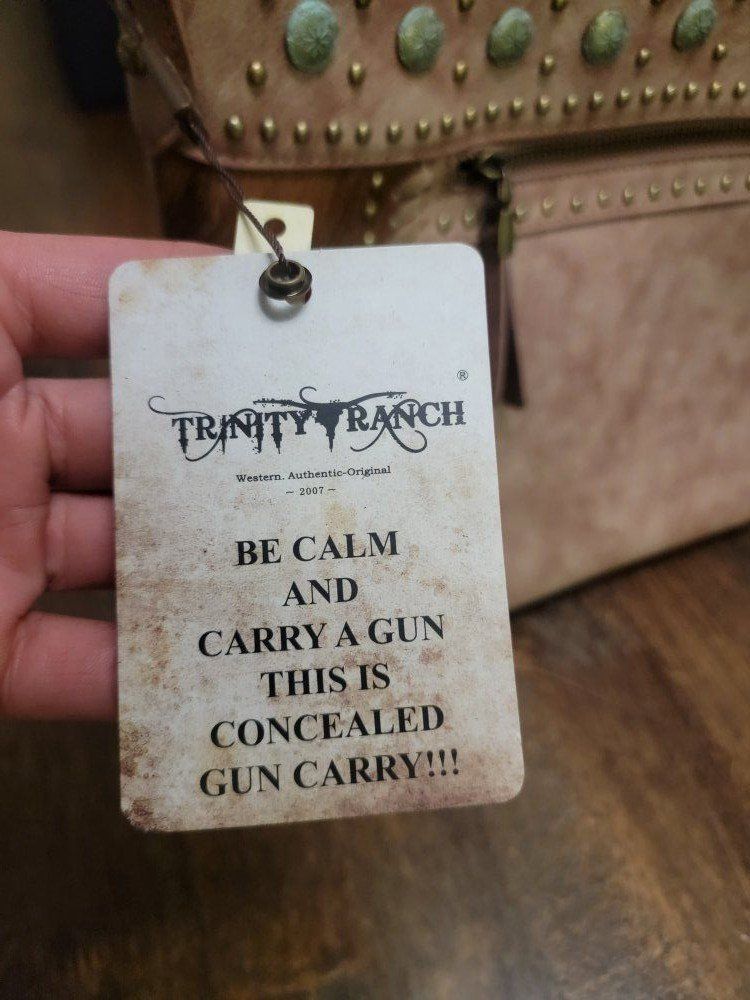 TRINITY RANCH ®
Western. Authentic-Original
— 2007 —
BE CALM
AND
CARRY A GUN
THIS IS
CONCEALED
GUN CARRY!!!